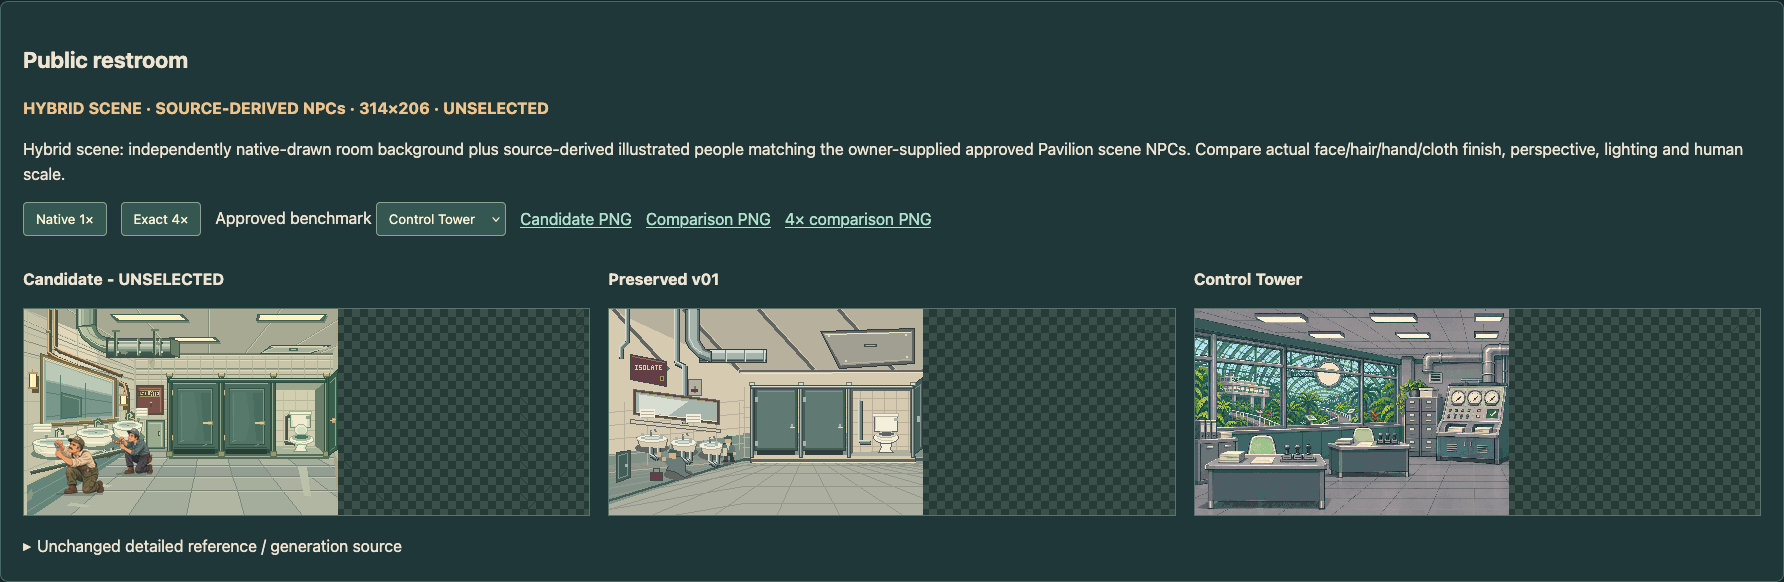 Public restroom
HYBRID SCENE · SOURCE-DERIVED NPCs · 314×206 · UNSELECTED
Hybrid scene: independently native-drawn room background plus source-derived illustrated people matching the owner-supplied approved Pavilion scene NPCs. Compare actual face/hair/hand/cloth finish, perspective, lighting and human
scale.
Native 1× Exact 4× Approved benchmark Control Tower Candidate PNG Comparison PNG 4× comparison PNG
Candidate - UNSELECTED Preserved v01 Control Tower
ISOLATE
ISOLATE
▸ Unchanged detailed reference / generation source